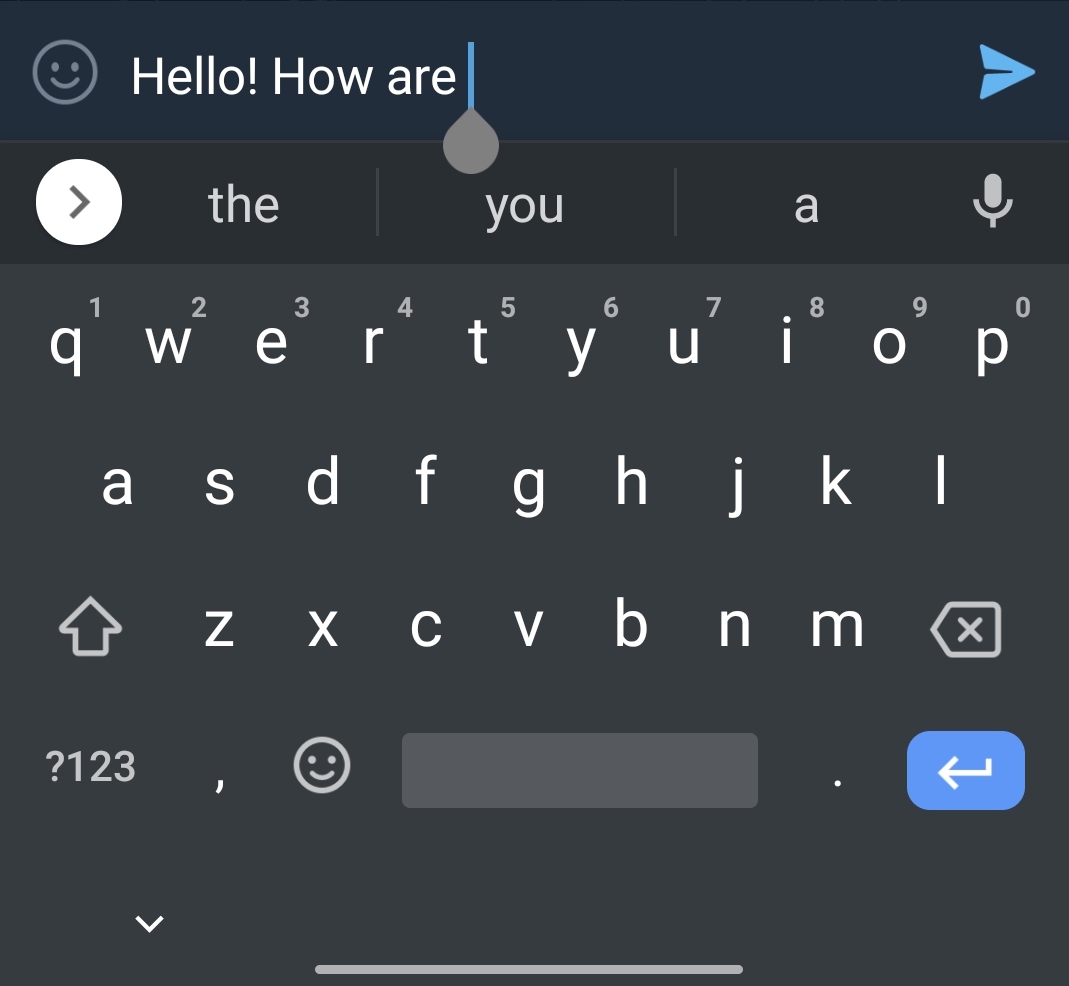 Hello! How are
the you a
1 2 3 4 5 6 7 8 9 0
q w e r t y u i o p
a s d f g h j k l
z x c v b n m
?123 , .